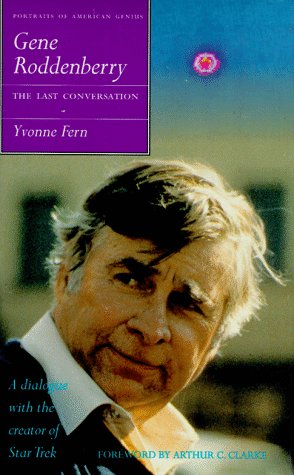 PORTRAITS OF AMERICAN GENIUS
Gene
Roddenberry
THE LAST CONVERSATION
Yvonne Fern
A dialogue
with the
creator of
Star Trek
FOREWORD BY ARTHUR C. CLARKE